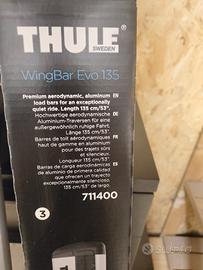 THULE
SWEDEN
WingBar Evo 135
Premium aerodynamic, aluminum EN
load bars for an exceptionally
quiet ride. Length 135 cm/53".
Hochwertige aerodynamische DE
Aluminium-Traversen für eine
außergewöhnlich ruhige Fahrt.
Länge 135 cm/53".
Barres de toit aérodynamiques FR
haut de gamme en aluminium
pour des trajets sûrs
et silencieux.
Longueur 135 cm/53".
Barras de carga aerodinámicas ES
de aluminio de primera calidad
que ofrecen un trayecto
excepcionalmente silencioso.
135 cm/53" de largo.
711400
3
subito